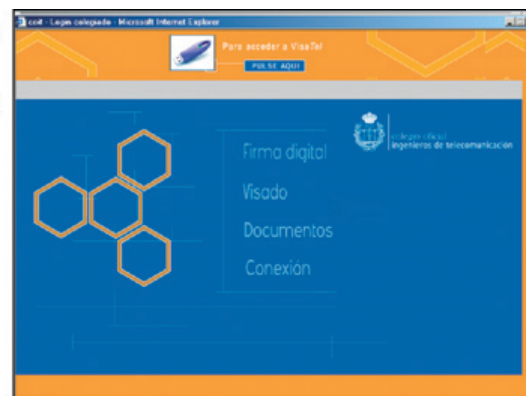 coit - Login colegiado - Microsoft Internet Explorer
Para acceder a VisaTel
PULSE AQUI
colegio oficial
ingenieros de telecomunicación
Firma digital
Visado
Documentos
Conexión